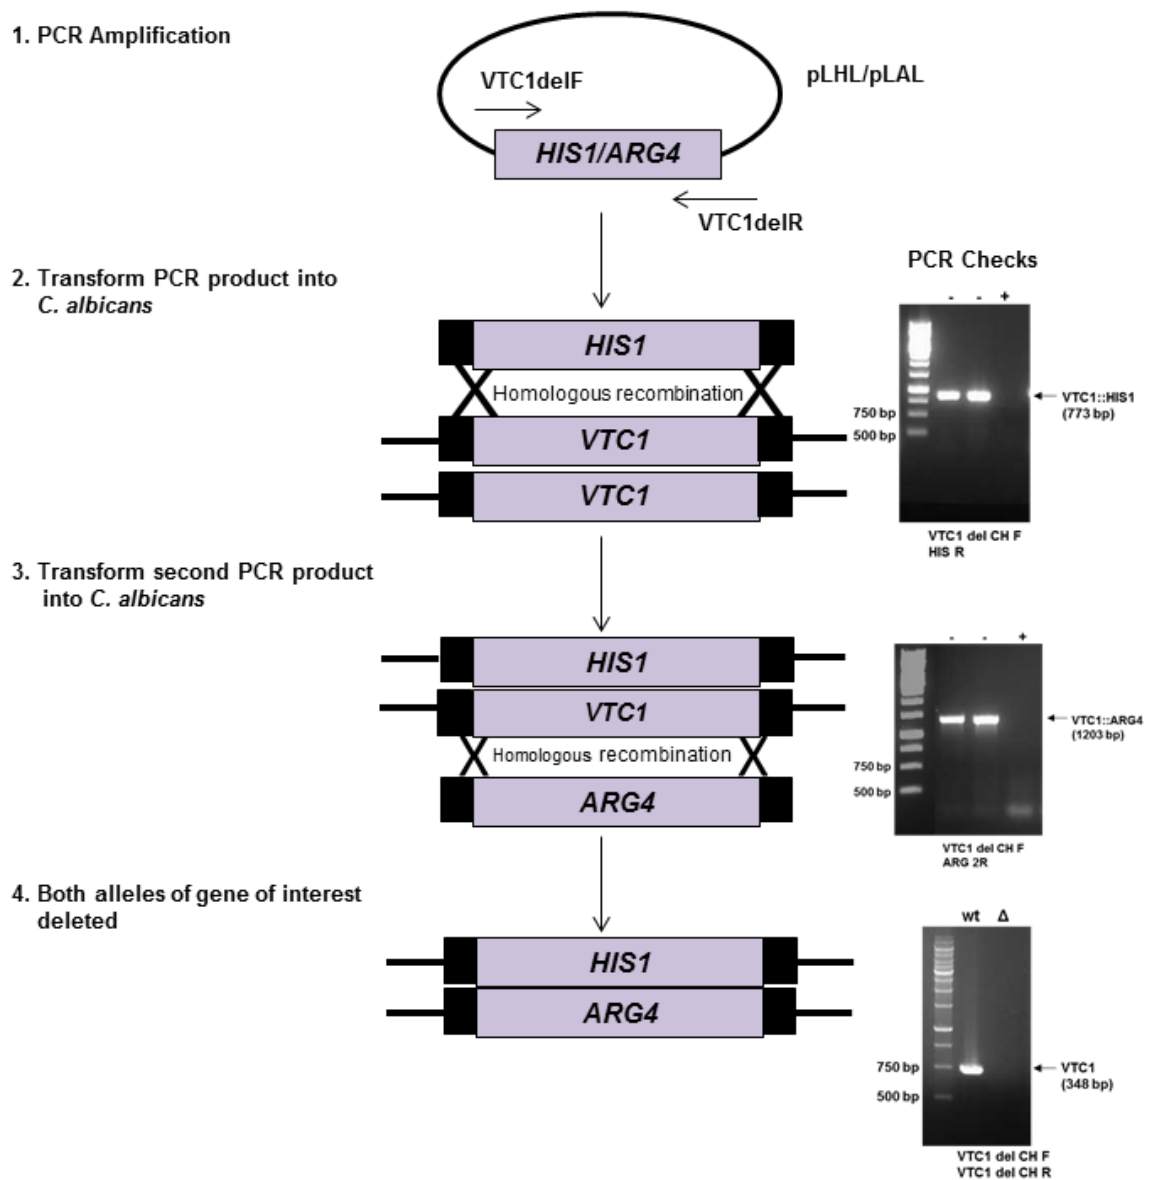 1. PCR Amplification
VTC1delF
pLHL/pLAL
HIS1/ARG4
VTC1delR
2. Transform PCR product into
C. albicans
PCR Checks
- - +
HIS1
Homologous recombination
VTC1
VTC1
VTC1::HIS1
(773 bp)
750 bp
500 bp
VTC1 del CH F
HIS R
3. Transform second PCR product
into C. albicans
- - +
HIS1
VTC1
Homologous recombination
ARG4
VTC1::ARG4
(1203 bp)
750 bp
500 bp
VTC1 del CH F
ARG 2R
4. Both alleles of gene of interest
deleted
wt Δ
HIS1
ARG4
750 bp
500 bp
VTC1
(348 bp)
VTC1 del CH F
VTC1 del CH R